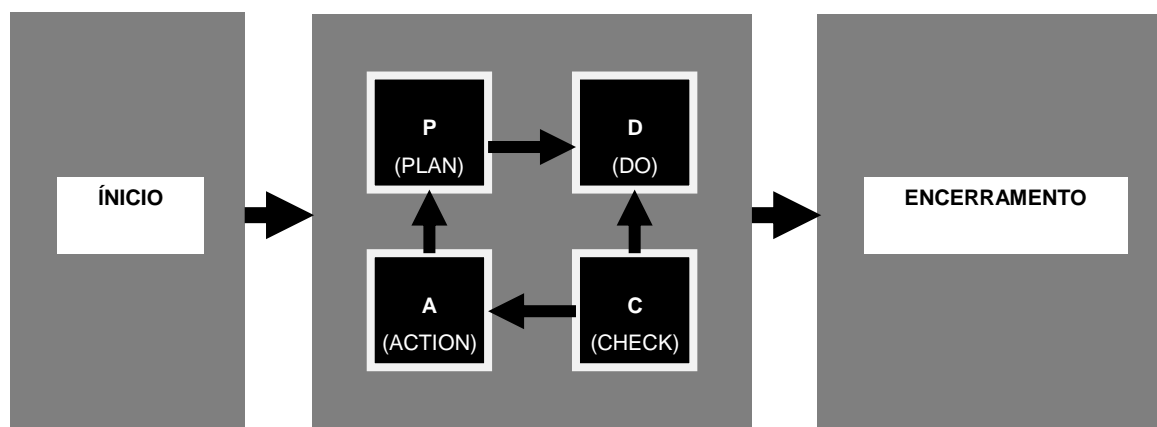 ÍNICIO
P
(PLAN)
D
(DO)
A
(ACTION)
C
(CHECK)
ENCERRAMENTO